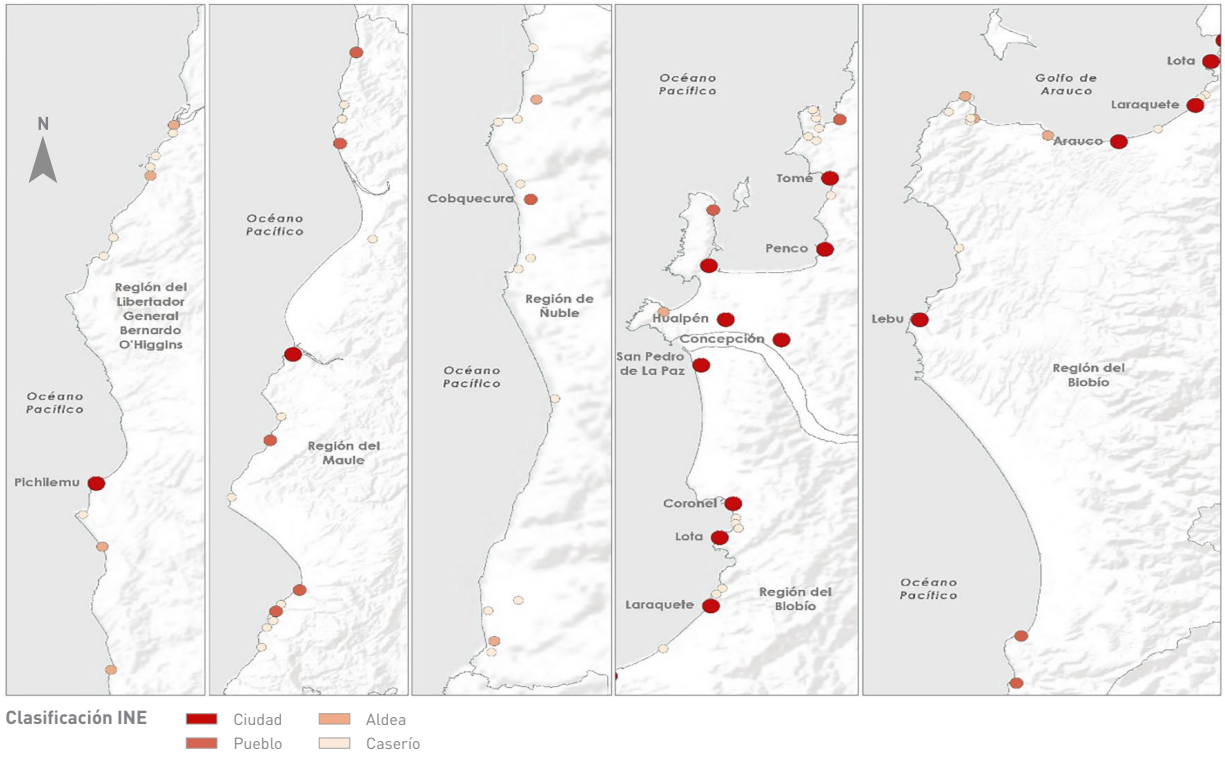 N
Región del
Libertador
General
Bernardo
O'Higgins
Océano
Pacífico
Pichilemu
Océano
Pacífico
Región del
Maule
Cobquecura
Región de
Ñuble
Océano
Pacífico
Océano
Pacífico
Tomé
Penco
Hualpén
Concepción
San Pedro
de La Paz
Coronel
Lota
Laraquete
Región del
Biobío
Golfo de
Arauco
Lota
Laraquete
Arauco
Lebu
Región del
Biobío
Océano
Pacífico
Clasificación INE
Ciudad
Aldea
Pueblo
Caserío